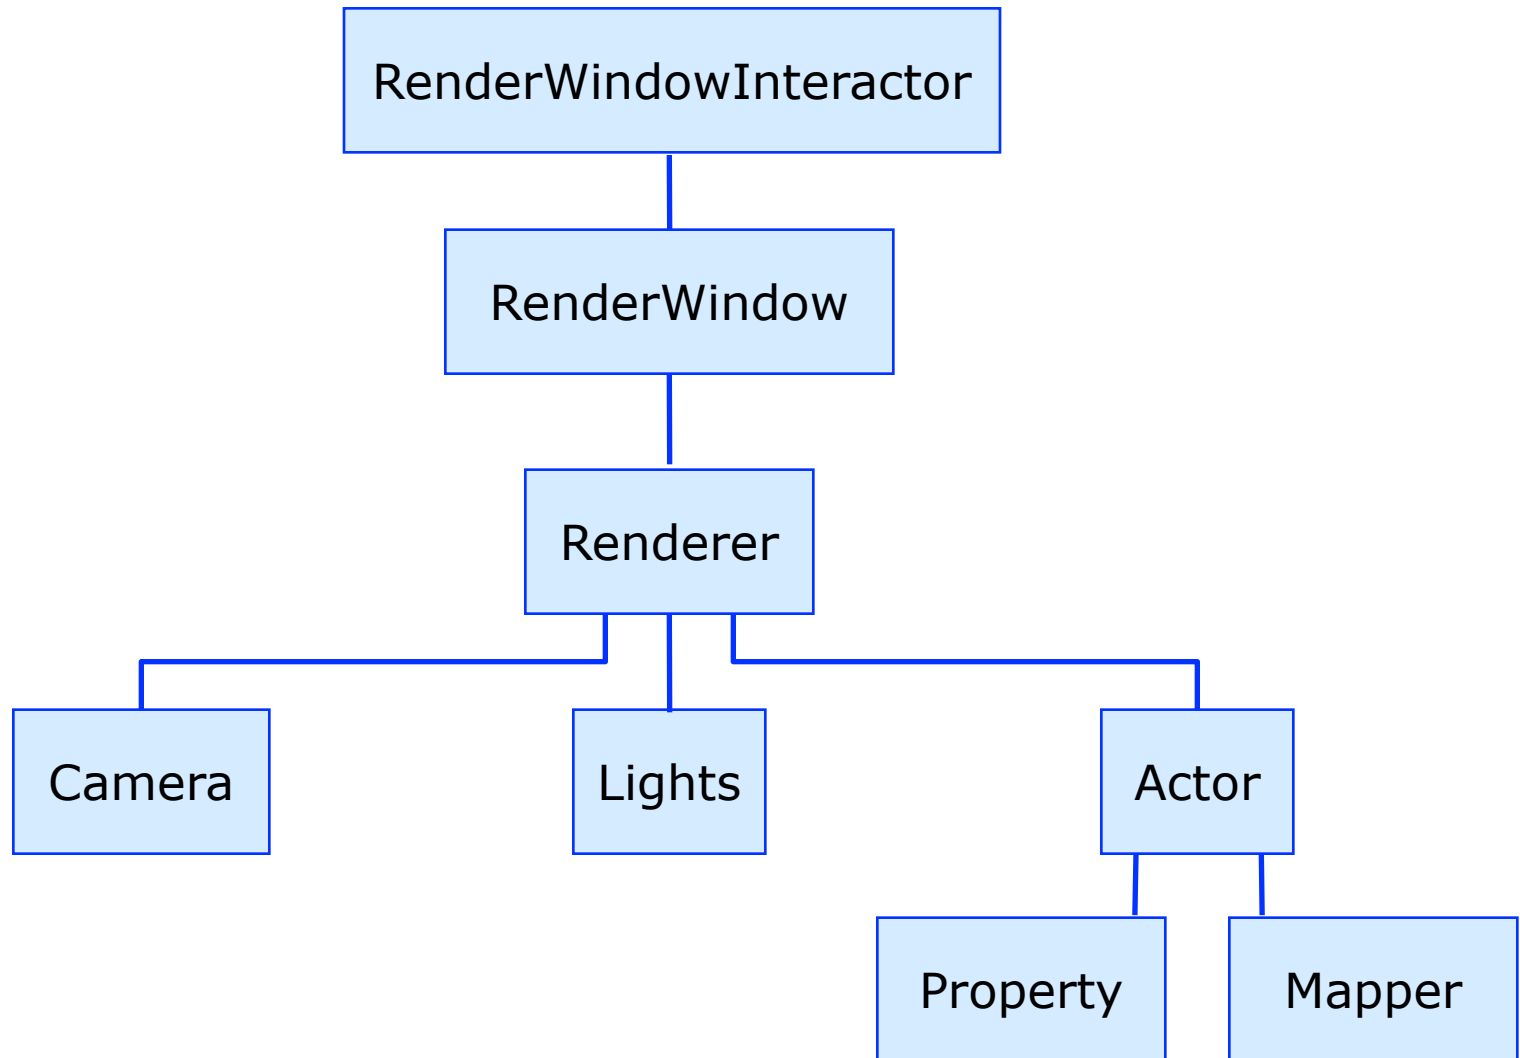 RenderWindowInteractor
RenderWindow
Renderer
Camera
Lights
Actor
Property
Mapper